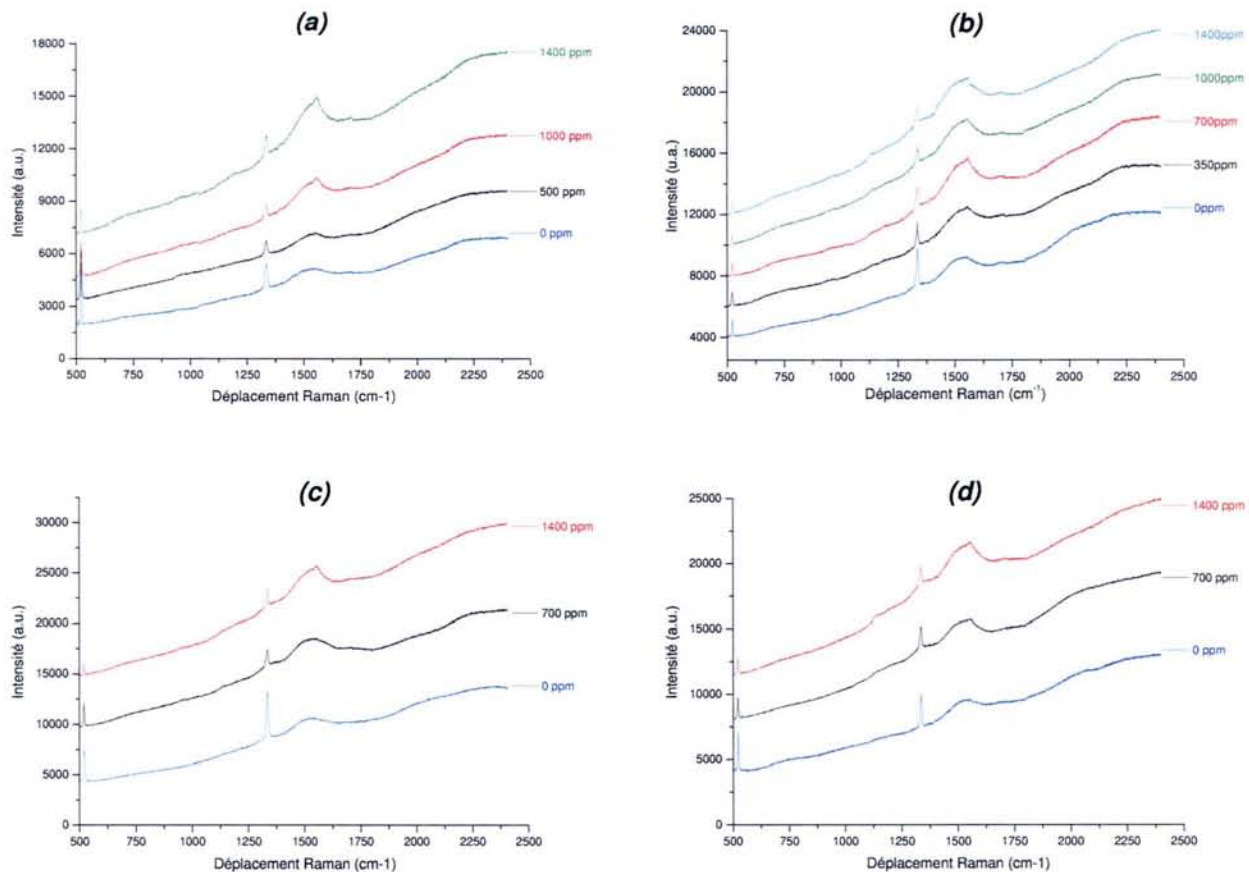 (a)
18000
15000
12000
9000
6000
3000
0
Intensité (a.u.)
1400 ppm
1000 ppm
500 ppm
0 ppm
500 750 1000 1250 1500 1750 2000 2250 2500
Déplacement Raman (cm-1)
(b)
24000
20000
16000
12000
8000
4000
Intensité (u.a.)
1400ppm
1000ppm
700ppm
350ppm
0ppm
500 750 1000 1250 1500 1750 2000 2250 2500
Déplacement Raman (cm⁻¹)
(c)
30000
25000
20000
15000
10000
5000
0
Intensité (a.u.)
1400 ppm
700 ppm
0 ppm
500 750 1000 1250 1500 1750 2000 2250 2500
Déplacement Raman (cm-1)
(d)
25000
20000
15000
10000
5000
0
Intensité (a.u.)
1400 ppm
700 ppm
0 ppm
500 750 1000 1250 1500 1750 2000 2250 2500
Déplacement Raman (cm-1)